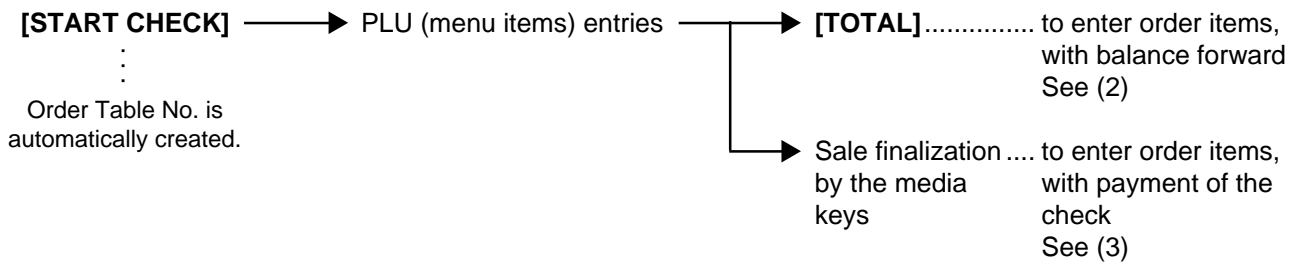 [START CHECK] PLU (menu items) entries [TOTAL] ............... to enter order items,
with balance forward
See (2)
:
Order Table No. is
automatically created.
Sale finalization .... to enter order items,
by the media with payment of the
keys check
See (3)